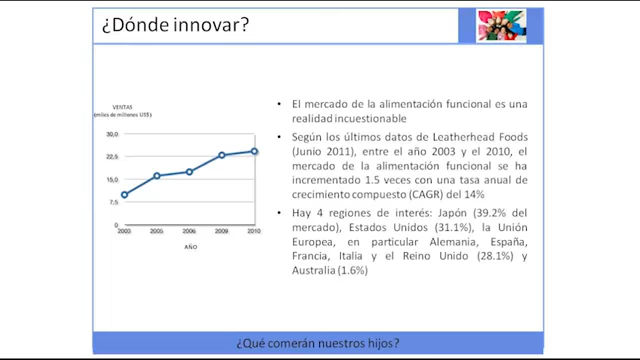 ¿Dónde innovar?
VENTAS
(miles de millones US$)
30,0
22,5
15,0
7,5
0
2003 2005 2006 2009 2010
AÑO
• El mercado de la alimentación funcional es una
realidad incuestionable
• Según los últimos datos de Leatherhead Foods
(Junio 2011), entre el año 2003 y el 2010, el
mercado de la alimentación funcional se ha
incrementado 1.5 veces con una tasa anual de
crecimiento compuesto (CAGR) del 14%
• Hay 4 regiones de interés: Japón (39.2% del
mercado), Estados Unidos (31.1%), la Unión
Europea, en particular Alemania, España,
Francia, Italia y el Reino Unido (28.1%) y
Australia (1.6%)
¿Qué comerán nuestros hijos?